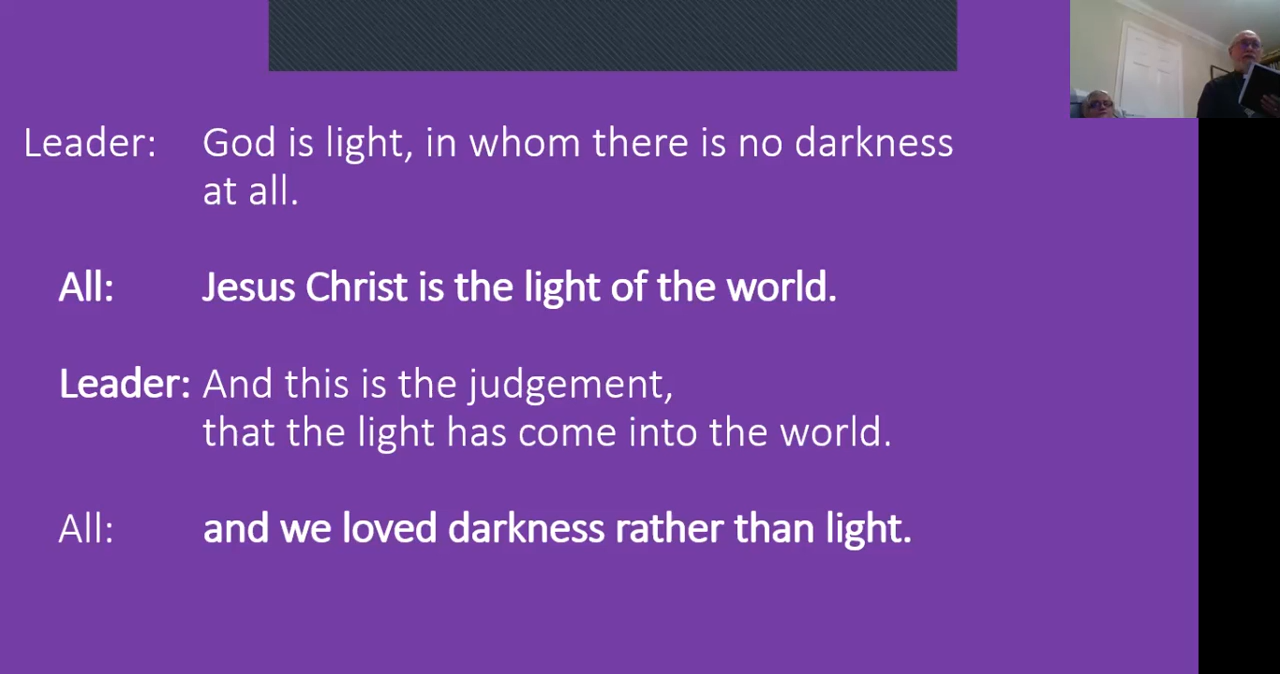 Leader: God is light, in whom there is no darkness
at all.
All: Jesus Christ is the light of the world.
Leader: And this is the judgement,
that the light has come into the world.
All: and we loved darkness rather than light.